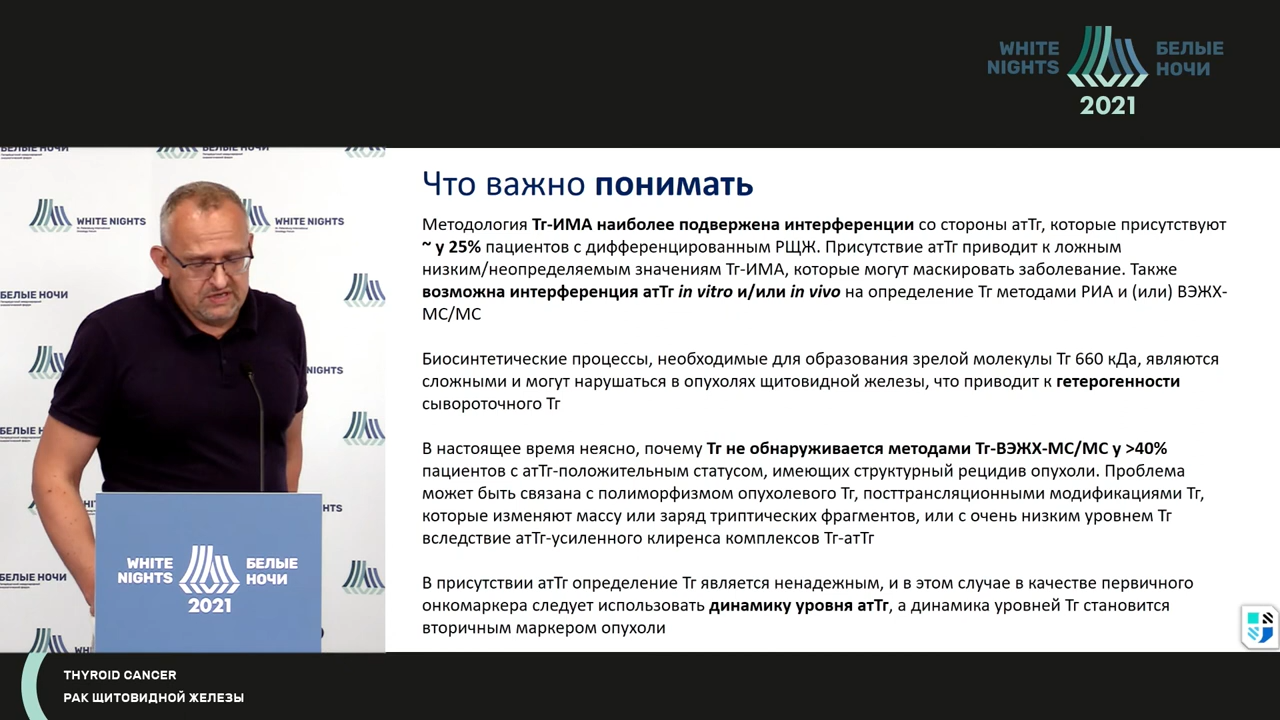 WHITE NIGHTS
БЕЛЫЕ НОЧИ
2021
БЕЛЫЕ НОЧИ
WHITE NIGHTS
WHITE NIGHTS
БЕЛЫЕ НОЧИ
WHITE
NIGHTS
БЕЛЫЕ
НОЧИ
2021
Что важно понимать
Методология Тг-ИМА наиболее подвержена интерференции со стороны атТг, которые присутствуют
~ у 25% пациентов с дифференцированным РЩЖ. Присутствие атТг приводит к ложным
низким/неопределяемым значениям Тг-ИМА, которые могут маскировать заболевание. Также
возможна интерференция атТг in vitro и/или in vivo на определение Тг методами РИА и (или) ВЭЖХ-
МС/МС
Биосинтетические процессы, необходимые для образования зрелой молекулы Тг 660 кДа, являются
сложными и могут нарушаться в опухолях щитовидной железы, что приводит к гетерогенности
сывороточного Тг
В настоящее время неясно, почему Тг не обнаруживается методами Тг-ВЭЖХ-МС/МС у >40%
пациентов с атТг-положительным статусом, имеющих структурный рецидив опухоли. Проблема
может быть связана с полиморфизмом опухолевого Тг, посттрансляционными модификациями Тг,
которые изменяют массу или заряд триптических фрагментов, или с очень низким уровнем Тг
вследствие атТг-усиленного клиренса комплексов Тг-атТг
В присутствии атТг определение Тг является ненадежным, и в этом случае в качестве первичного
онкомаркера следует использовать динамику уровня атТг, а динамика уровней Тг становится
вторичным маркером опухоли
THYROID CANCER
РАК ЩИТОВИДНОЙ ЖЕЛЕЗЫ